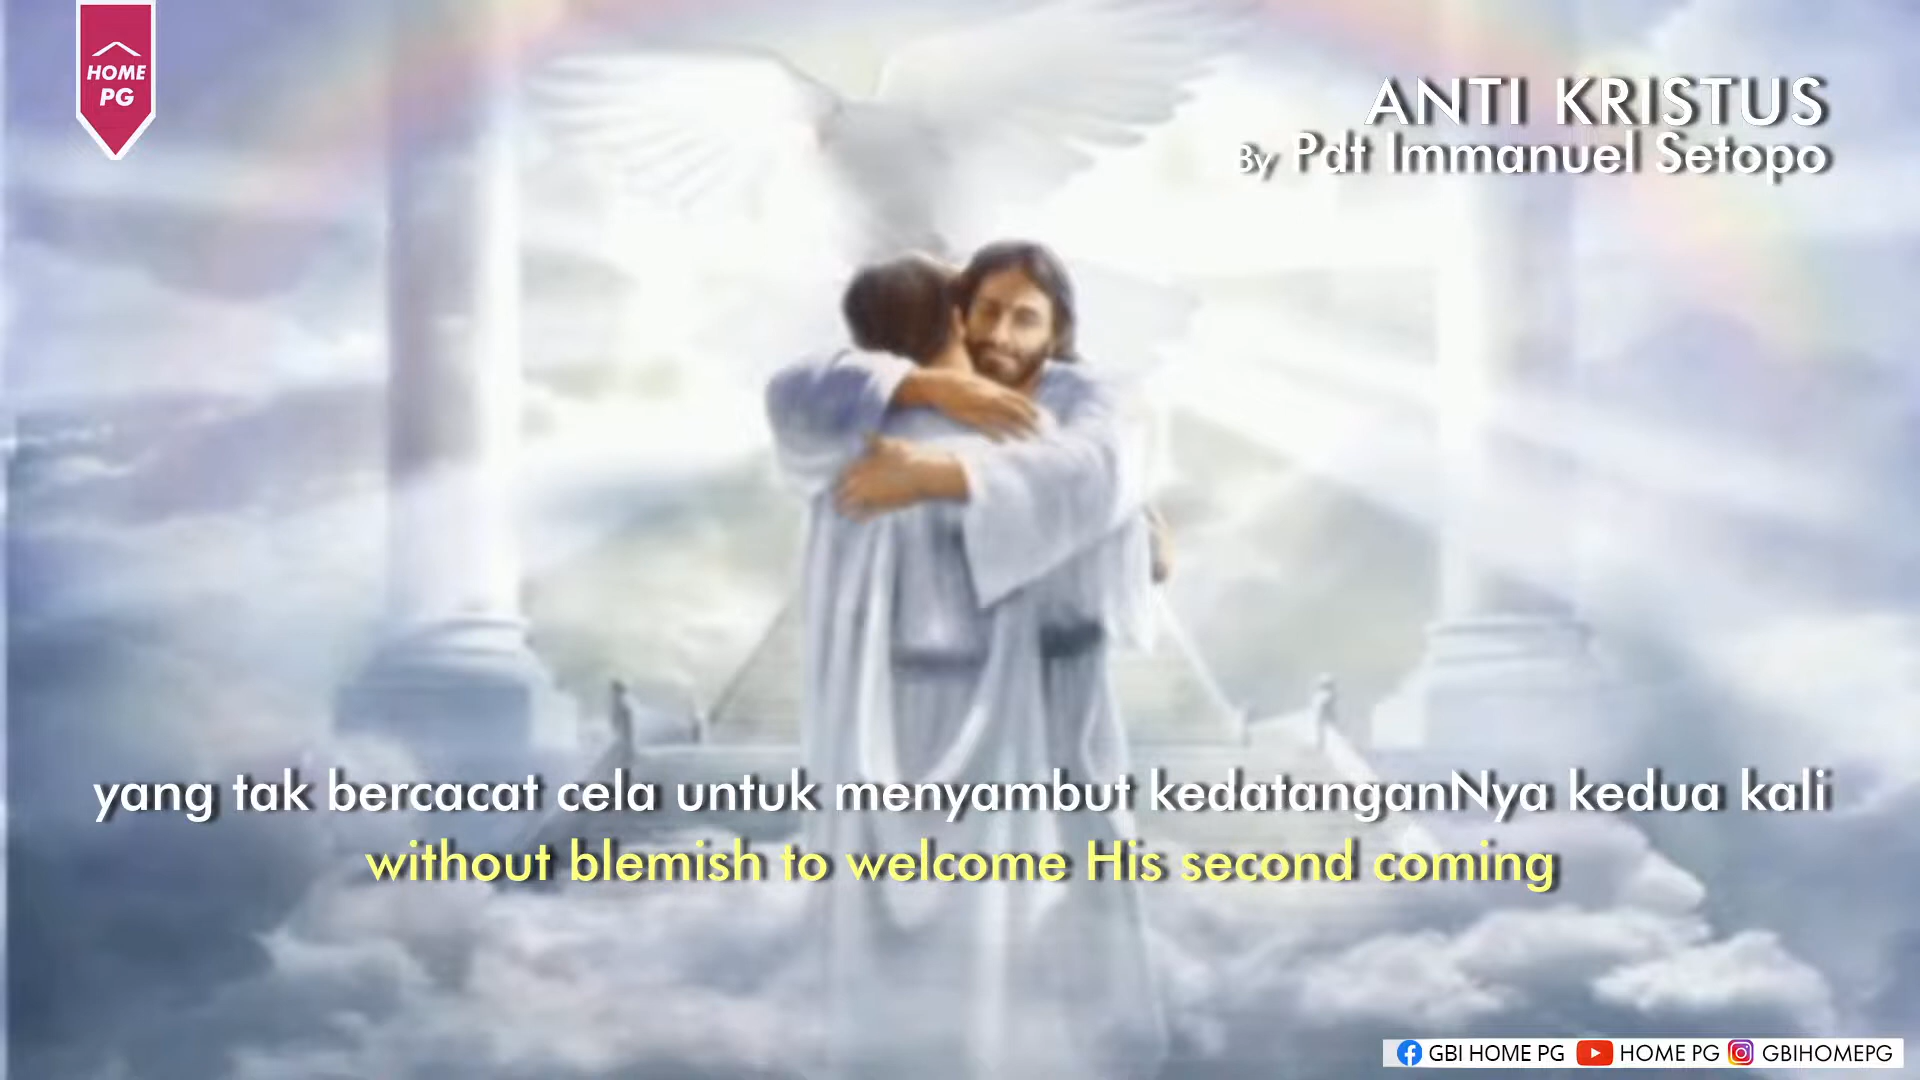 HOME
PG
ANTI KRISTUS
By Pdt Immanuel Setopo
yang tak bercacat cela untuk menyambut kedatanganNya kedua kali
without blemish to welcome His second coming
GBI HOME PG HOME PG GBIHOMEPG